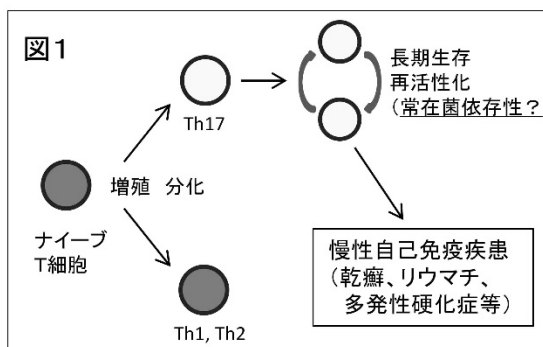 図1
長期生存
再活性化
(常在菌依存性?
Th17
増殖 分化
ナイーブ
T細胞
慢性自己免疫疾患
(乾癬、リウマチ、
多発性硬化症等)
Th1, Th2